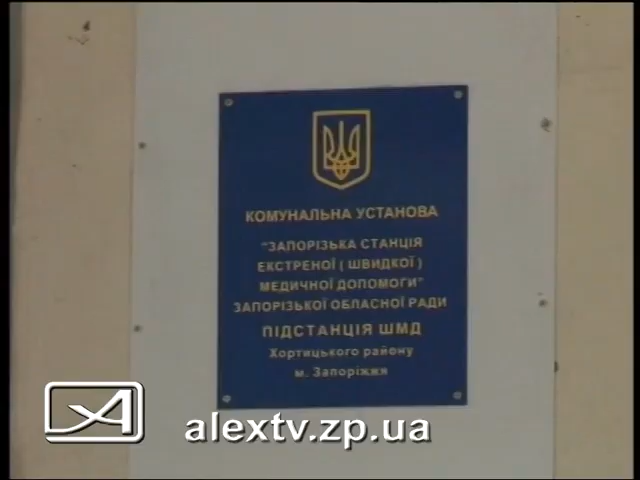 КОМУНАЛЬНА УСТАНОВА
"ЗАПОРІЗЬКА СТАНЦІЯ
ЕКСТРЕНОЇ ( ШВИДКОЇ )
МЕДИЧНОЇ ДОПОМОГИ"
ЗАПОРІЗЬКОЇ ОБЛАСНОЇ РАДИ
ПІДСТАНЦІЯ ШМД
Хортицького району
м. Запоріжжя
alextv.zp.ua